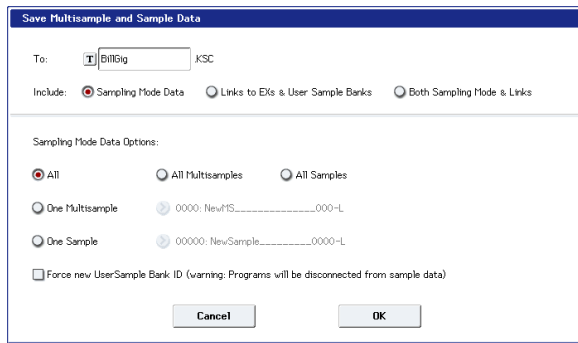 Save Multisample and Sample Data
To: T BillGig .KSC
Include: Sampling Mode Data Links to EXs & User Sample Banks Both Sampling Mode & Links
Sampling Mode Data Options:
All All Multisamples All Samples
One Multisample 0000: NewMS______________000-L
One Sample 00000: NewSample_________0000-L
Force new UserSample Bank ID (warning: Programs will be disconnected from sample data)
Cancel OK